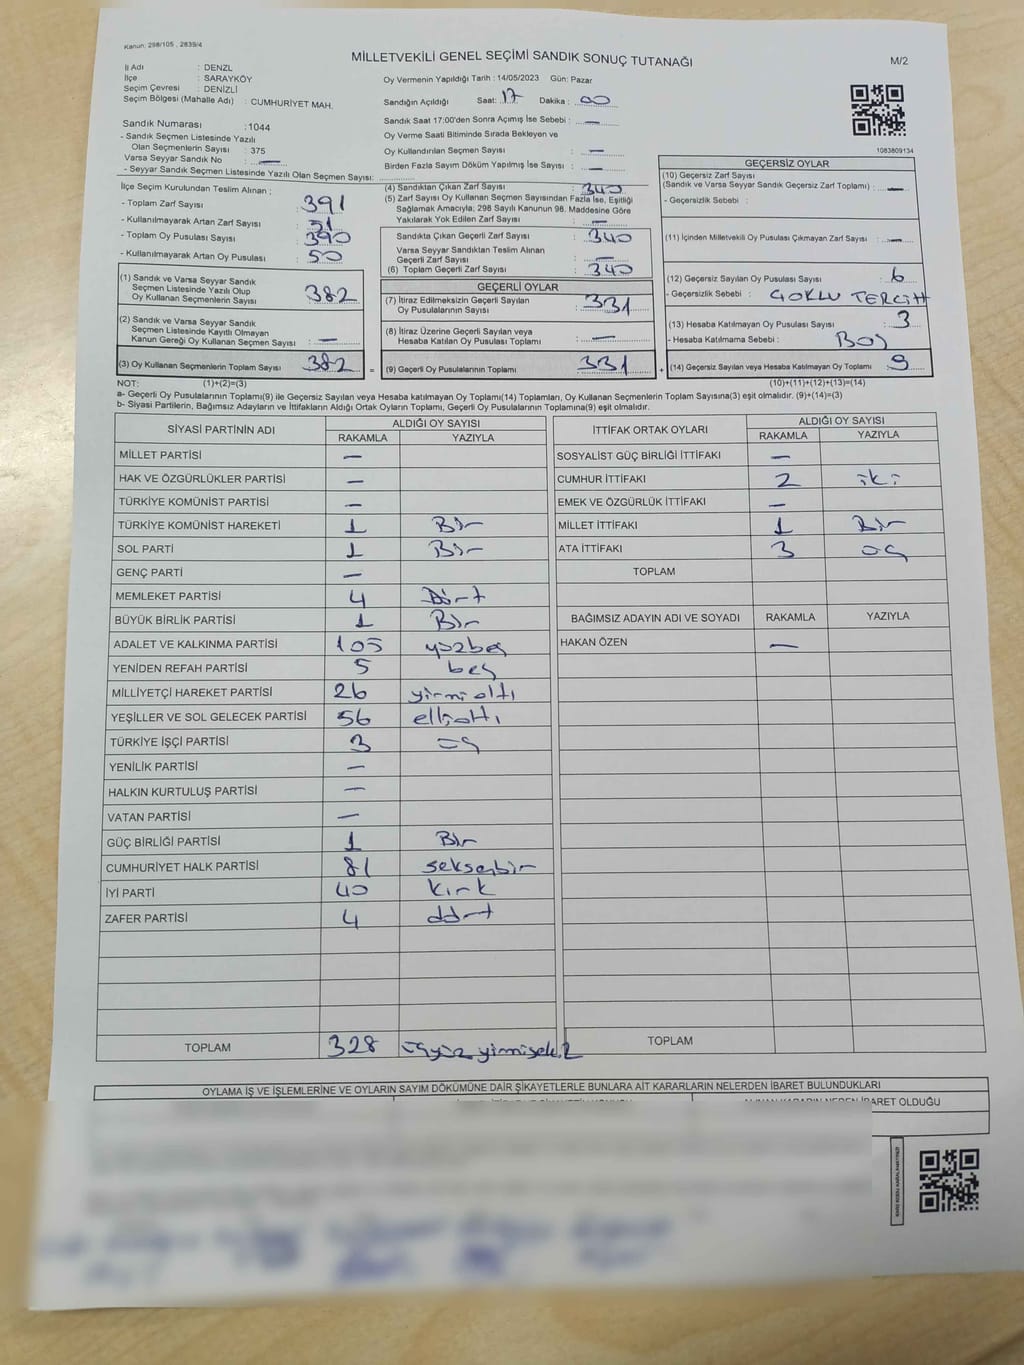 Kanun: 298/105 , 2839/4
MİLLETVEKİLİ GENEL SEÇİMİ SANDIK SONUÇ TUTANAĞI
M/2
İl Adı : DENZL
İlçe : SARAYKÖY
Seçim Çevresi : DENİZLİ
Seçim Bölgesi (Mahalle Adı) : CUMHURİYET MAH.
Sandık Numarası : 1044
- Sandık Seçmen Listesinde Yazılı
Olan Seçmenlerin Sayısı : 375
Varsa Seyyar Sandık No : —
- Seyyar Sandık Seçmen Listesinde Yazılı Olan Seçmen Sayısı:
Oy Vermenin Yapıldığı Tarih : 14/05/2023 Gün: Pazar
Sandığın Açıldığı Saat: 17 Dakika : 00
Sandık Saat 17:00'den Sonra Açımış İse Sebebi : —
Oy Verme Saati Bitiminde Sırada Bekleyen ve
Oy Kullandırılan Seçmen Sayısı : —
Birden Fazla Sayım Döküm Yapılmış İse Sayısı : —
1083809134
İlçe Seçim Kurulundan Teslim Alınan :
- Toplam Zarf Sayısı : 391
- Kullanılmayarak Artan Zarf Sayısı : 51
- Toplam Oy Pusulası Sayısı : 390
- Kullanılmayarak Artan Oy Pusulası : 50
(1) Sandık ve Varsa Seyyar Sandık
Seçmen Listesinde Yazılı Olup
Oy Kullanan Seçmenlerin Sayısı : 382
(2) Sandık ve Varsa Seyyar Sandık
Seçmen Listesinde Kayıtlı Olmayan
Kanun Gereği Oy Kullanan Seçmen Sayısı : —
(3) Oy Kullanan Seçmenlerin Toplam Sayısı : 382
(4) Sandıktan Çıkan Zarf Sayısı : 340
(5) Zarf Sayısı Oy Kullanan Seçmen Sayısından Fazla İse, Eşitliği
Sağlamak Amacıyla; 298 Sayılı Kanunun 98. Maddesine Göre
Yakılarak Yok Edilen Zarf Sayısı : —
Sandıkta Çıkan Geçerli Zarf Sayısı : 340
Varsa Seyyar Sandıktan Teslim Alınan
Geçerli Zarf Sayısı : —
(6) Toplam Geçerli Zarf Sayısı : 340
GEÇERLİ OYLAR
(7) İtiraz Edilmeksizin Geçerli Sayılan
Oy Pusulalarının Sayısı : 331
(8) İtiraz Üzerine Geçerli Sayılan veya
Hesaba Katılan Oy Pusulası Toplamı : —
= (9) Geçerli Oy Pusulalarının Toplamı : 331 +
GEÇERSİZ OYLAR
(10) Geçersiz Zarf Sayısı
(Sandık ve Varsa Seyyar Sandık Geçersiz Zarf Toplamı) : —
- Geçersizlik Sebebi :
(11) İçinden Milletvekili Oy Pusulası Çıkmayan Zarf Sayısı : —
(12) Geçersiz Sayılan Oy Pusulası Sayısı : 6
- Geçersizlik Sebebi : ÇOKLU TERCİH
(13) Hesaba Katılmayan Oy Pusulası Sayısı : 3
- Hesaba Katılmama Sebebi : Boş
(14) Geçersiz Sayılan veya Hesaba Katılmayan Oy Toplamı : 9
NOT: (1)+(2)=(3) (10)+(11)+(12)+(13)=(14)
a- Geçerli Oy Pusulalarının Toplamı(9) ile Geçersiz Sayılan veya Hesaba katılmayan Oy Toplamı(14) Toplamları, Oy Kullanan Seçmenlerin Toplam Sayısına(3) eşit olmalıdır. (9)+(14)=(3)
b- Siyasi Partilerin, Bağımsız Adayların ve İttifakların Aldığı Ortak Oyların Toplamı, Geçerli Oy Pusulalarının Toplamına(9) eşit olmalıdır.
SİYASİ PARTİNİN ADI ALDIĞI OY SAYISI
RAKAMLA YAZIYLA
MİLLET PARTİSİ —
HAK VE ÖZGÜRLÜKLER PARTİSİ —
TÜRKİYE KOMÜNİST PARTİSİ —
TÜRKİYE KOMÜNİST HAREKETİ 1 Bir
SOL PARTİ 1 Bir
GENÇ PARTİ —
MEMLEKET PARTİSİ 4 Dört
BÜYÜK BİRLİK PARTİSİ 1 Bir
ADALET VE KALKINMA PARTİSİ 105 yüzbeş
YENİDEN REFAH PARTİSİ 5 beş
MİLLİYETÇİ HAREKET PARTİSİ 26 yirmialtı
YEŞİLLER VE SOL GELECEK PARTİSİ 56 elliattı
TÜRKİYE İŞÇİ PARTİSİ 3 üç
YENİLİK PARTİSİ —
HALKIN KURTULUŞ PARTİSİ —
VATAN PARTİSİ —
GÜÇ BİRLİĞİ PARTİSİ 1 Bir
CUMHURİYET HALK PARTİSİ 81 seksenbir
İYİ PARTİ 40 kırk
ZAFER PARTİSİ 4 dört
TOPLAM 328 üçyüz yirmisekiz
İTTİFAK ORTAK OYLARI ALDIĞI OY SAYISI
RAKAMLA YAZIYLA
SOSYALİST GÜÇ BİRLİĞİ İTTİFAKI —
CUMHUR İTTİFAKI 2 iki
EMEK VE ÖZGÜRLÜK İTTİFAKI —
MİLLET İTTİFAKI 1 Bir
ATA İTTİFAKI 3 üç
TOPLAM
BAĞIMSIZ ADAYIN ADI VE SOYADI RAKAMLA YAZIYLA
HAKAN ÖZEN —
TOPLAM
OYLAMA İŞ VE İŞLEMLERİNE VE OYLARIN SAYIM DÖKÜMÜNE DAİR ŞİKAYETLERLE BUNLARA AİT KARARLARIN NELERDEN İBARET BULUNDUKLARI
İBARET OLDUĞU